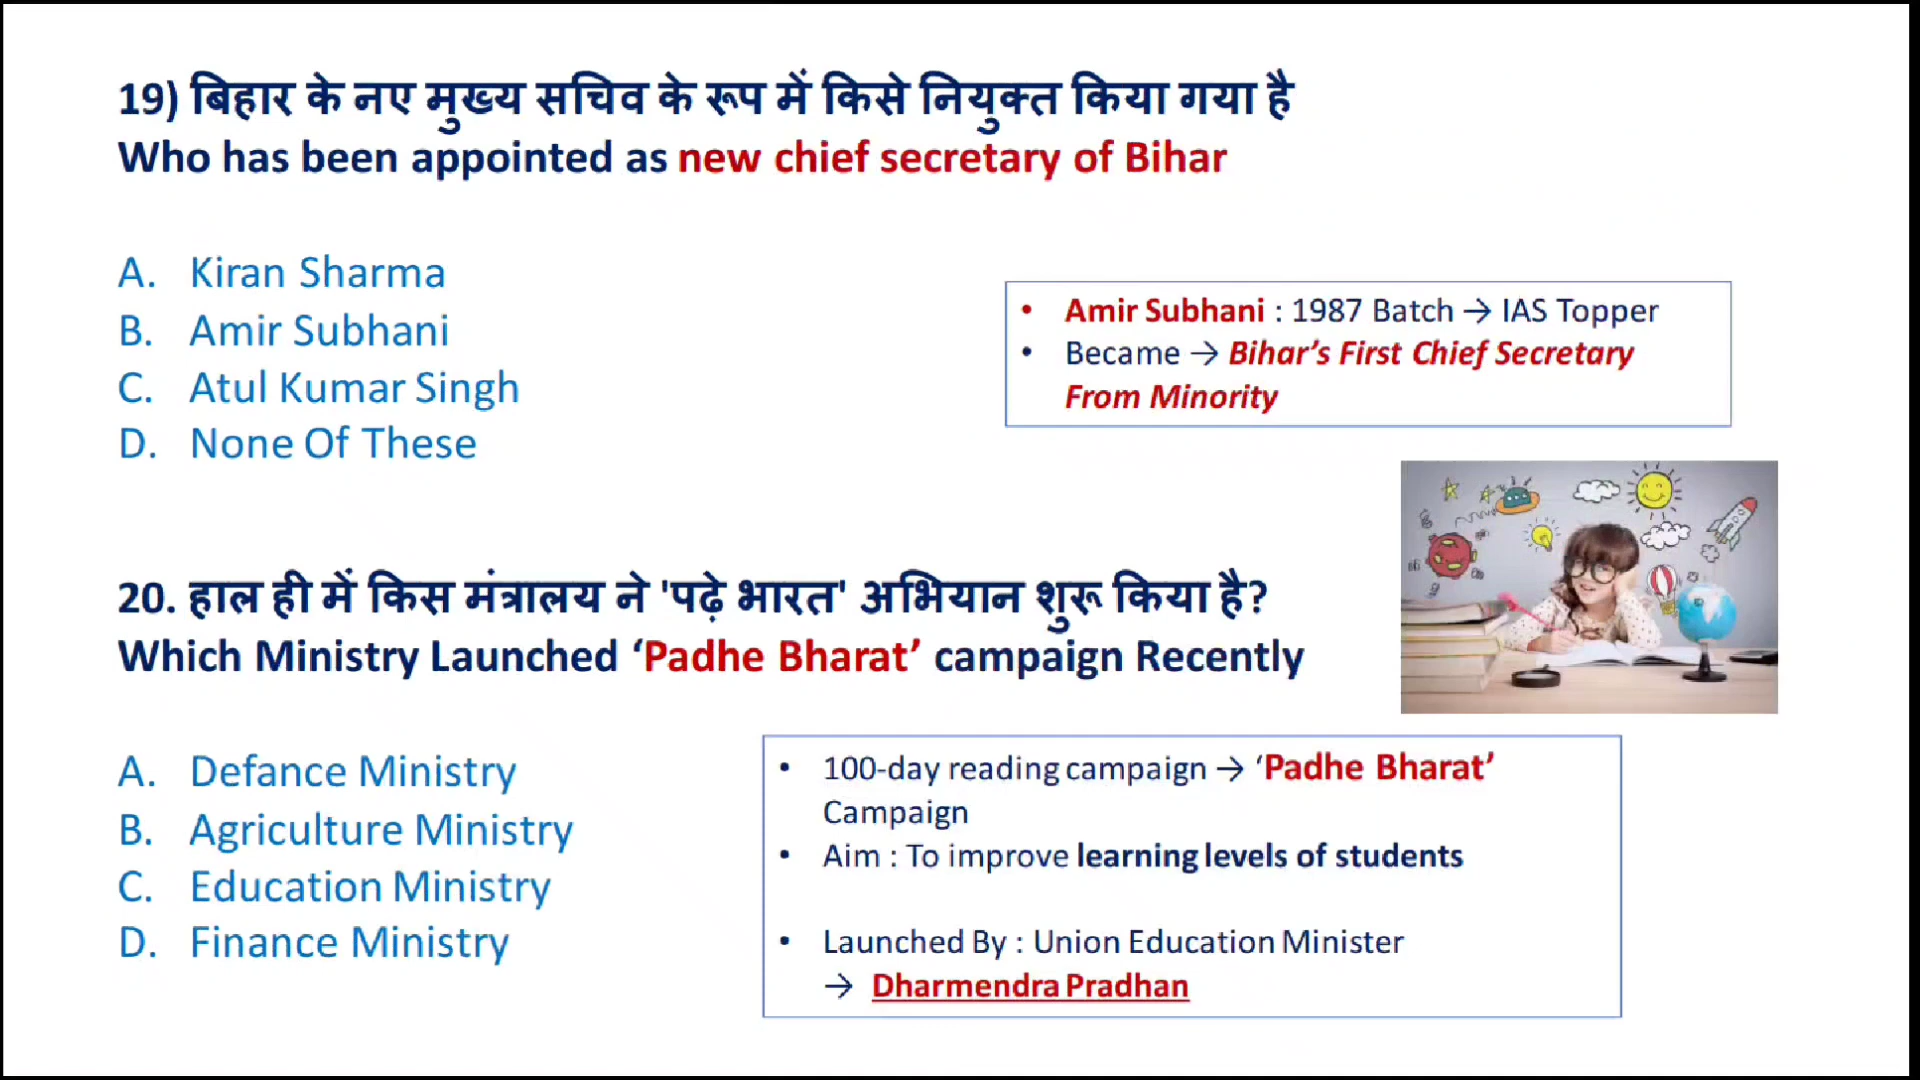 19) बिहार के नए मुख्य सचिव के रूप में किसे नियुक्त किया गया है
Who has been appointed as new chief secretary of Bihar
A. Kiran Sharma
B. Amir Subhani
C. Atul Kumar Singh
D. None Of These
• Amir Subhani : 1987 Batch → IAS Topper
• Became → Bihar’s First Chief Secretary
From Minority
20. हाल ही में किस मंत्रालय ने 'पढ़े भारत' अभियान शुरू किया है?
Which Ministry Launched ‘Padhe Bharat’ campaign Recently
A. Defance Ministry
B. Agriculture Ministry
C. Education Ministry
D. Finance Ministry
• 100-day reading campaign → ‘Padhe Bharat’
Campaign
• Aim : To improve learning levels of students
• Launched By : Union Education Minister
→ Dharmendra Pradhan